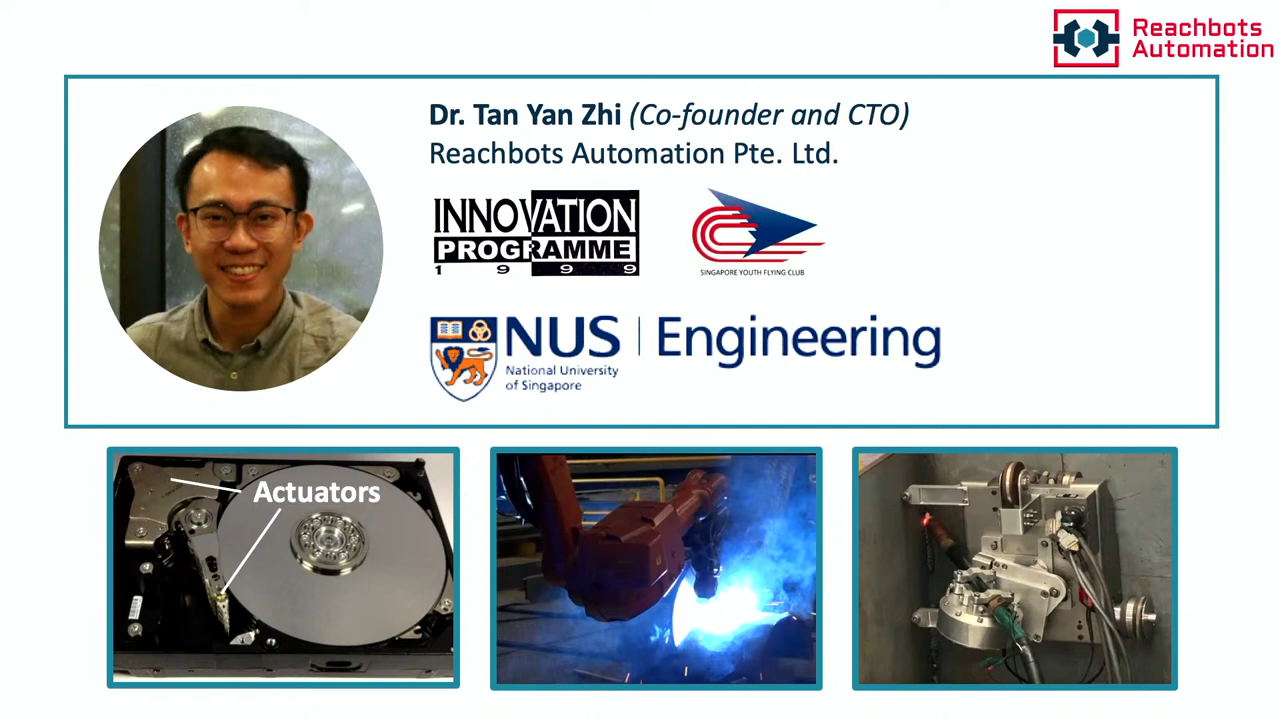 Reachbots
Automation
Dr. Tan Yan Zhi (Co-founder and CTO)
Reachbots Automation Pte. Ltd.
INNOVATION
PROGRAMME
1 9 9 9
SINGAPORE YOUTH FLYING CLUB
NUS | Engineering
National University
of Singapore
Actuators